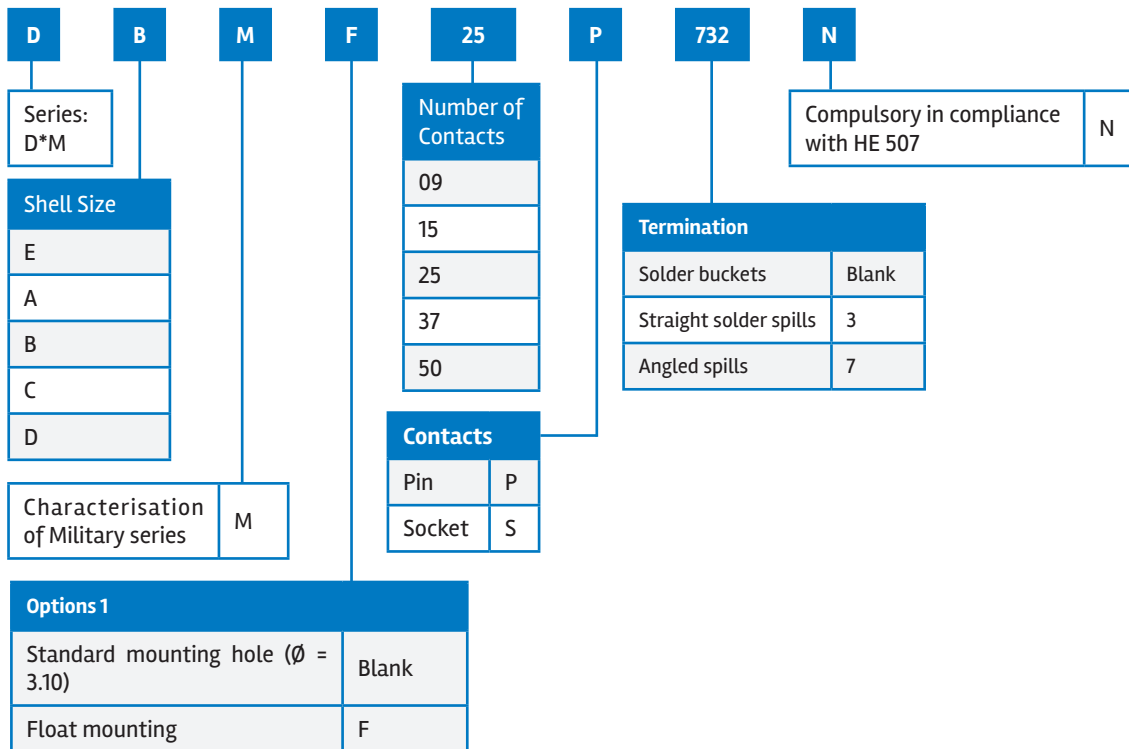 D B M F 25 P 732 N
Series:
D*M
Number of
Contacts
09
15
25
37
50
Compulsory in compliance
with HE 507
N
Shell Size
E
A
B
C
D
Termination
Solder buckets Blank
Straight solder spills 3
Angled spills 7
Contacts
Pin P
Socket S
Characterisation
of Military series
M
Options 1
Standard mounting hole (Ø =
3.10)
Blank
Float mounting F